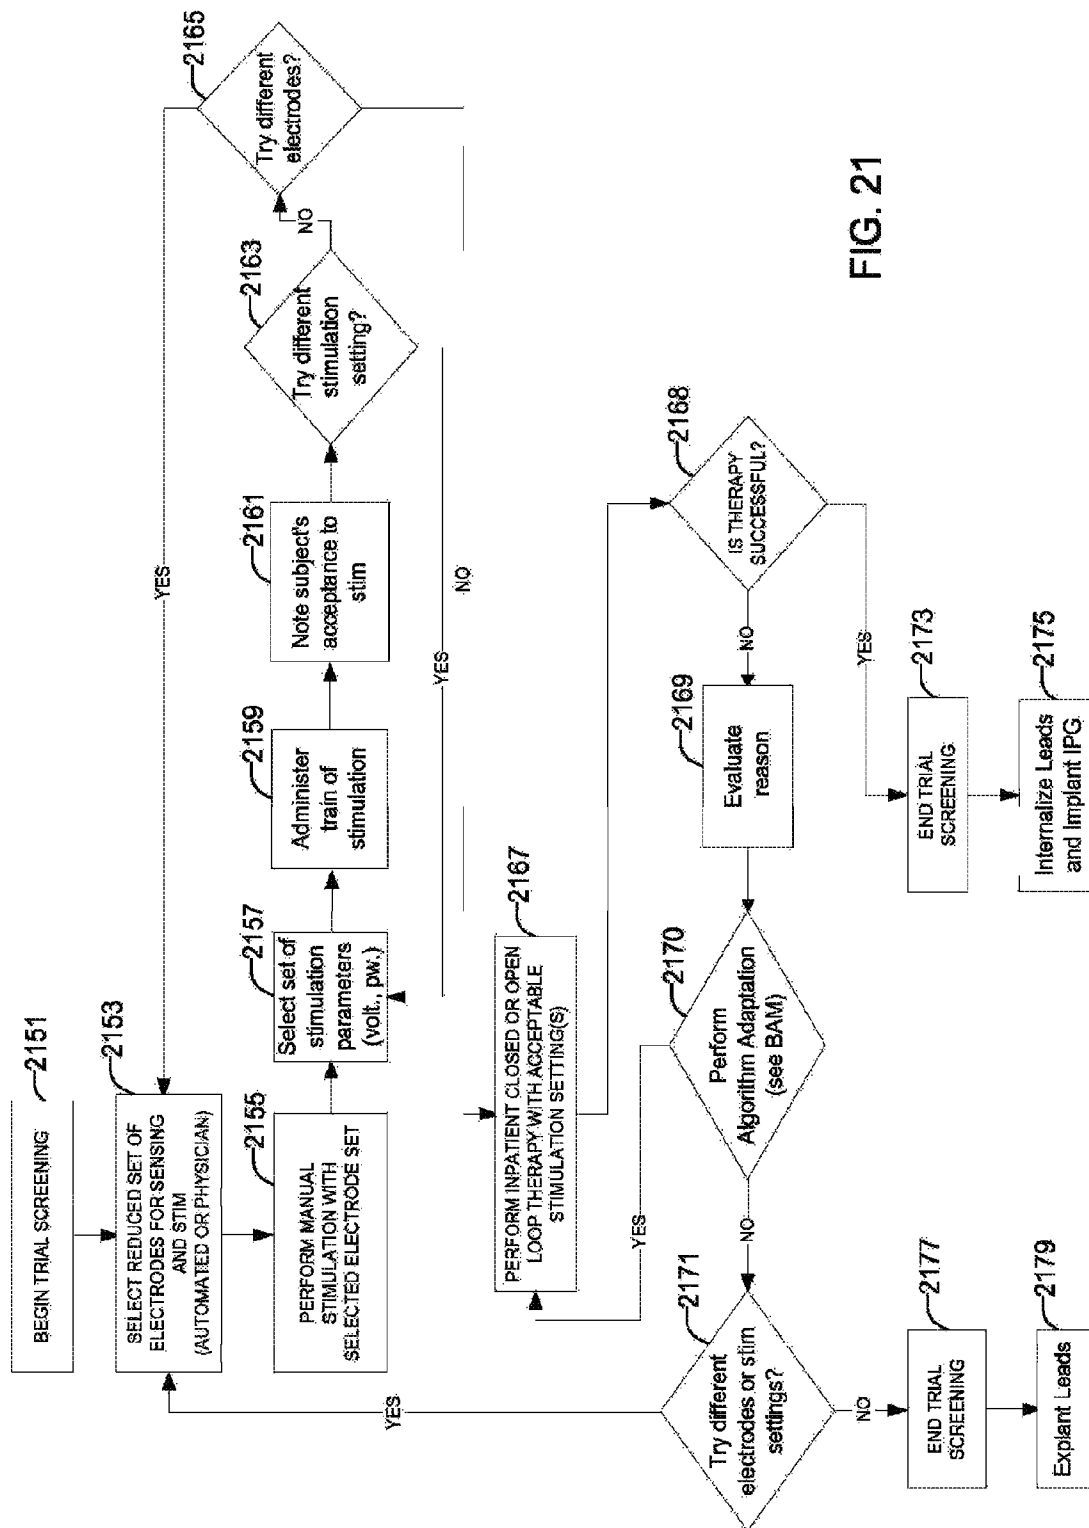 2151
BEGIN TRIAL SCREENING
2153
SELECT REDUCED SET OF
ELECTRODES FOR SENSING
AND STIM
(AUTOMATED OR PHYSICIAN)
2155
PERFORM MANUAL
STIMULATION WITH
SELECTED ELECTRODE SET
2157
Select set of
stimulation
parameters
(volt., pw.)
2159
Administer
train of
stimulation
2161
Note subject's
acceptance to
stim
2163
Try different
stimulation
setting?
YES
NO
2165
Try different
electrodes?
YES
NO
2167
PERFORM INPATIENT CLOSED OR OPEN
LOOP THERAPY WITH ACCEPTABLE
STIMULATION SETTING(S)
2168
IS THERAPY
SUCCESSFUL?
NO
YES
2169
Evaluate
reason
2170
Perform
Algorithm Adaptation
(see BAM)
YES
NO
2171
Try different
electrodes or stim
settings?
YES
NO
2173
END TRIAL
SCREENING
2175
Internalize Leads
and Implant IPG
2177
END TRIAL
SCREENING
2179
Explant Leads
FIG. 21